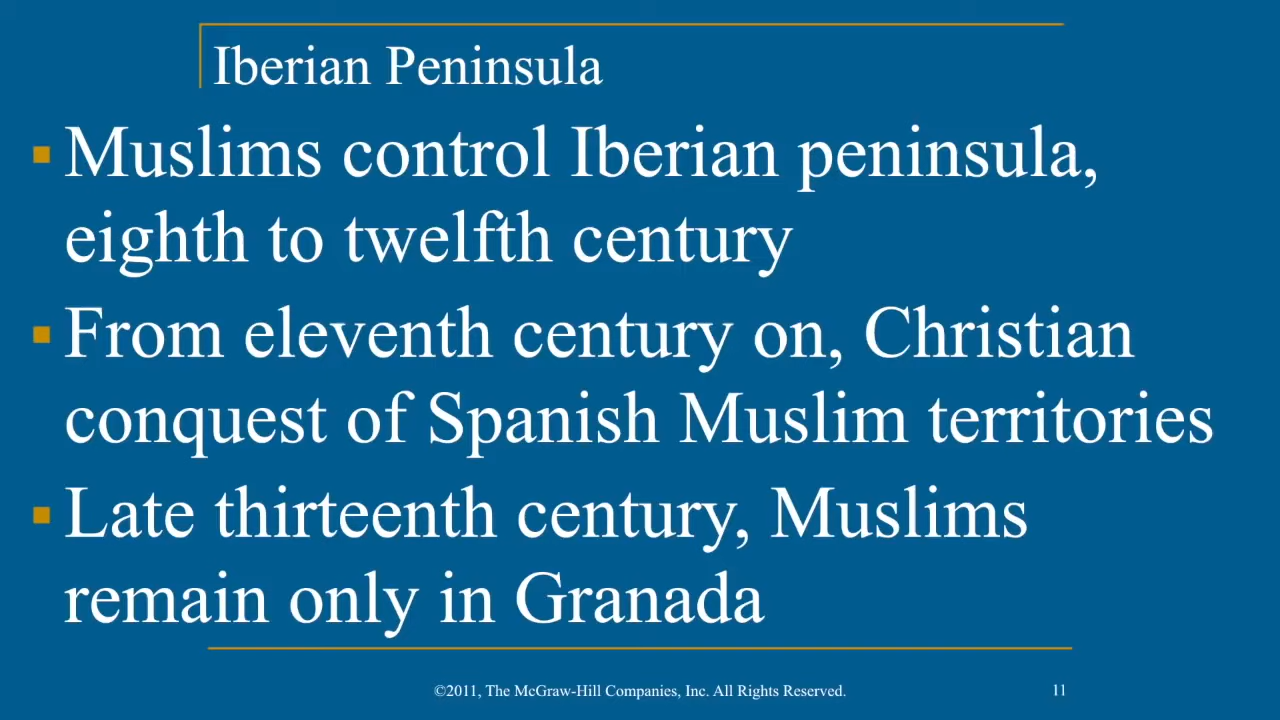 Iberian Peninsula
▪ Muslims control Iberian peninsula,
eighth to twelfth century
▪ From eleventh century on, Christian
conquest of Spanish Muslim territories
▪ Late thirteenth century, Muslims
remain only in Granada
©2011, The McGraw-Hill Companies, Inc. All Rights Reserved.
11